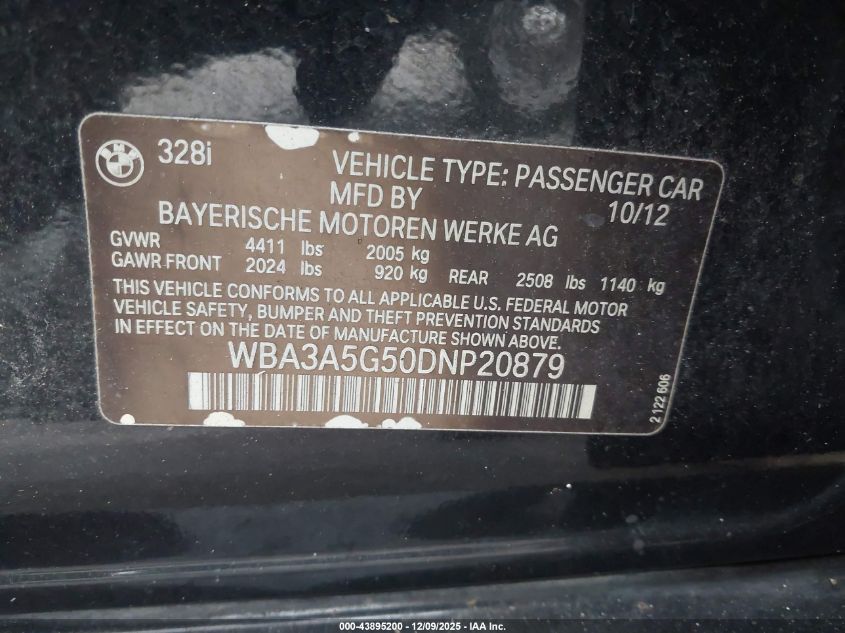 BMW
328i
VEHICLE TYPE: PASSENGER CAR
MFD BY 10/12
BAYERISCHE MOTOREN WERKE AG
GVWR 4411 lbs 2005 kg
GAWR FRONT 2024 lbs 920 kg REAR 2508 lbs 1140 kg
THIS VEHICLE CONFORMS TO ALL APPLICABLE U.S. FEDERAL MOTOR
VEHICLE SAFETY, BUMPER AND THEFT PREVENTION STANDARDS
IN EFFECT ON THE DATE OF MANUFACTURE SHOWN ABOVE.
WBA3A5G50DNP20879
2 122 606
000-43895200 - 12/09/2025 - IAA Inc.